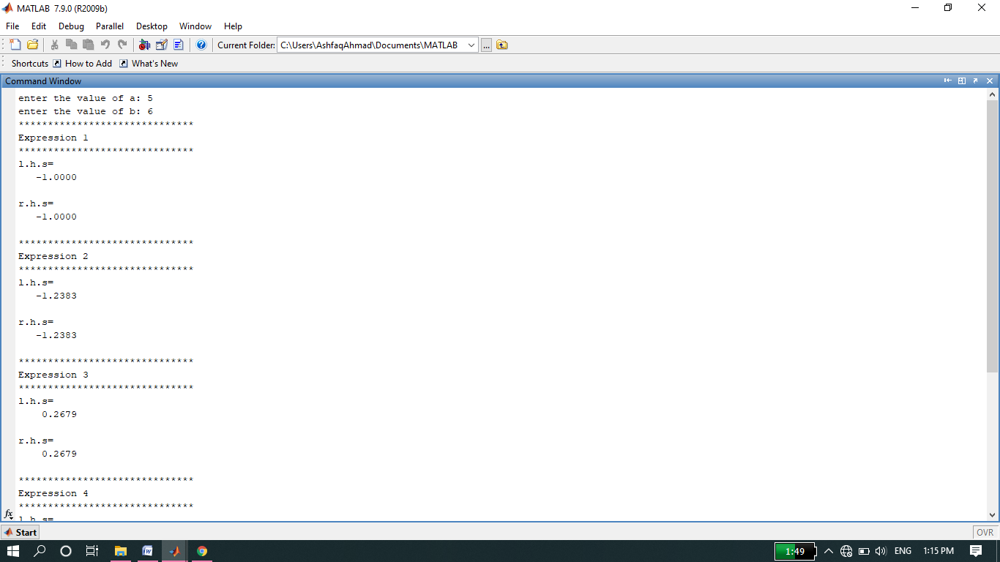 MATLAB 7.9.0 (R2009b)
File Edit Debug Parallel Desktop Window Help
Current Folder: C:\Users\AshfaqAhmad\Documents\MATLAB ...
Shortcuts How to Add What's New
Command Window
enter the value of a: 5
enter the value of b: 6
******************************
Expression 1
******************************
l.h.s=
-1.0000
r.h.s=
-1.0000
******************************
Expression 2
******************************
l.h.s=
-1.2383
r.h.s=
-1.2383
******************************
Expression 3
******************************
l.h.s=
0.2679
r.h.s=
0.2679
******************************
Expression 4
******************************
fx l.h.s=
Start OVR
1:49 ENG 1:15 PM